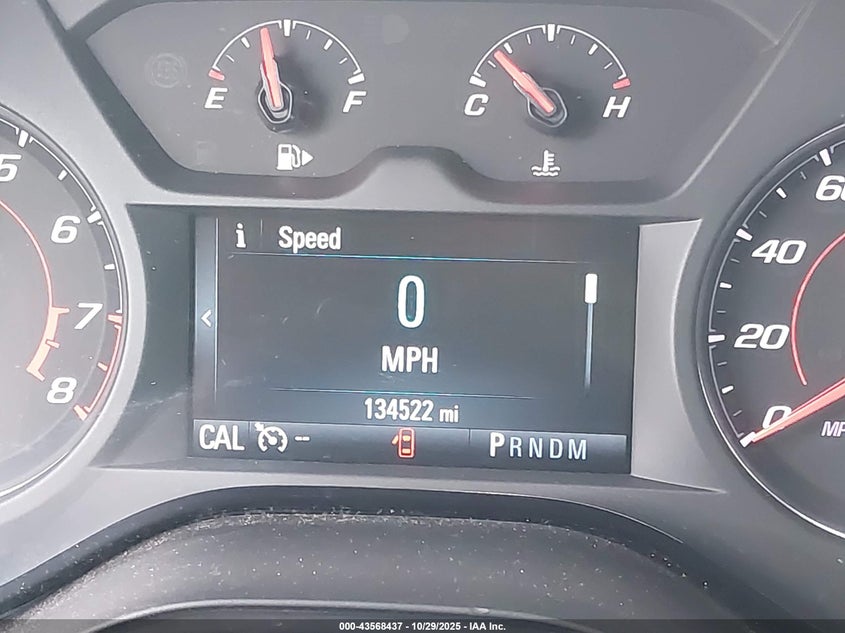 E F
C H
5
6
7
8
i Speed
<
0
MPH
134522 mi
CAL --
PRNDM
60
40
20
0
000-43568437 - 10/29/2025 - IAA Inc.